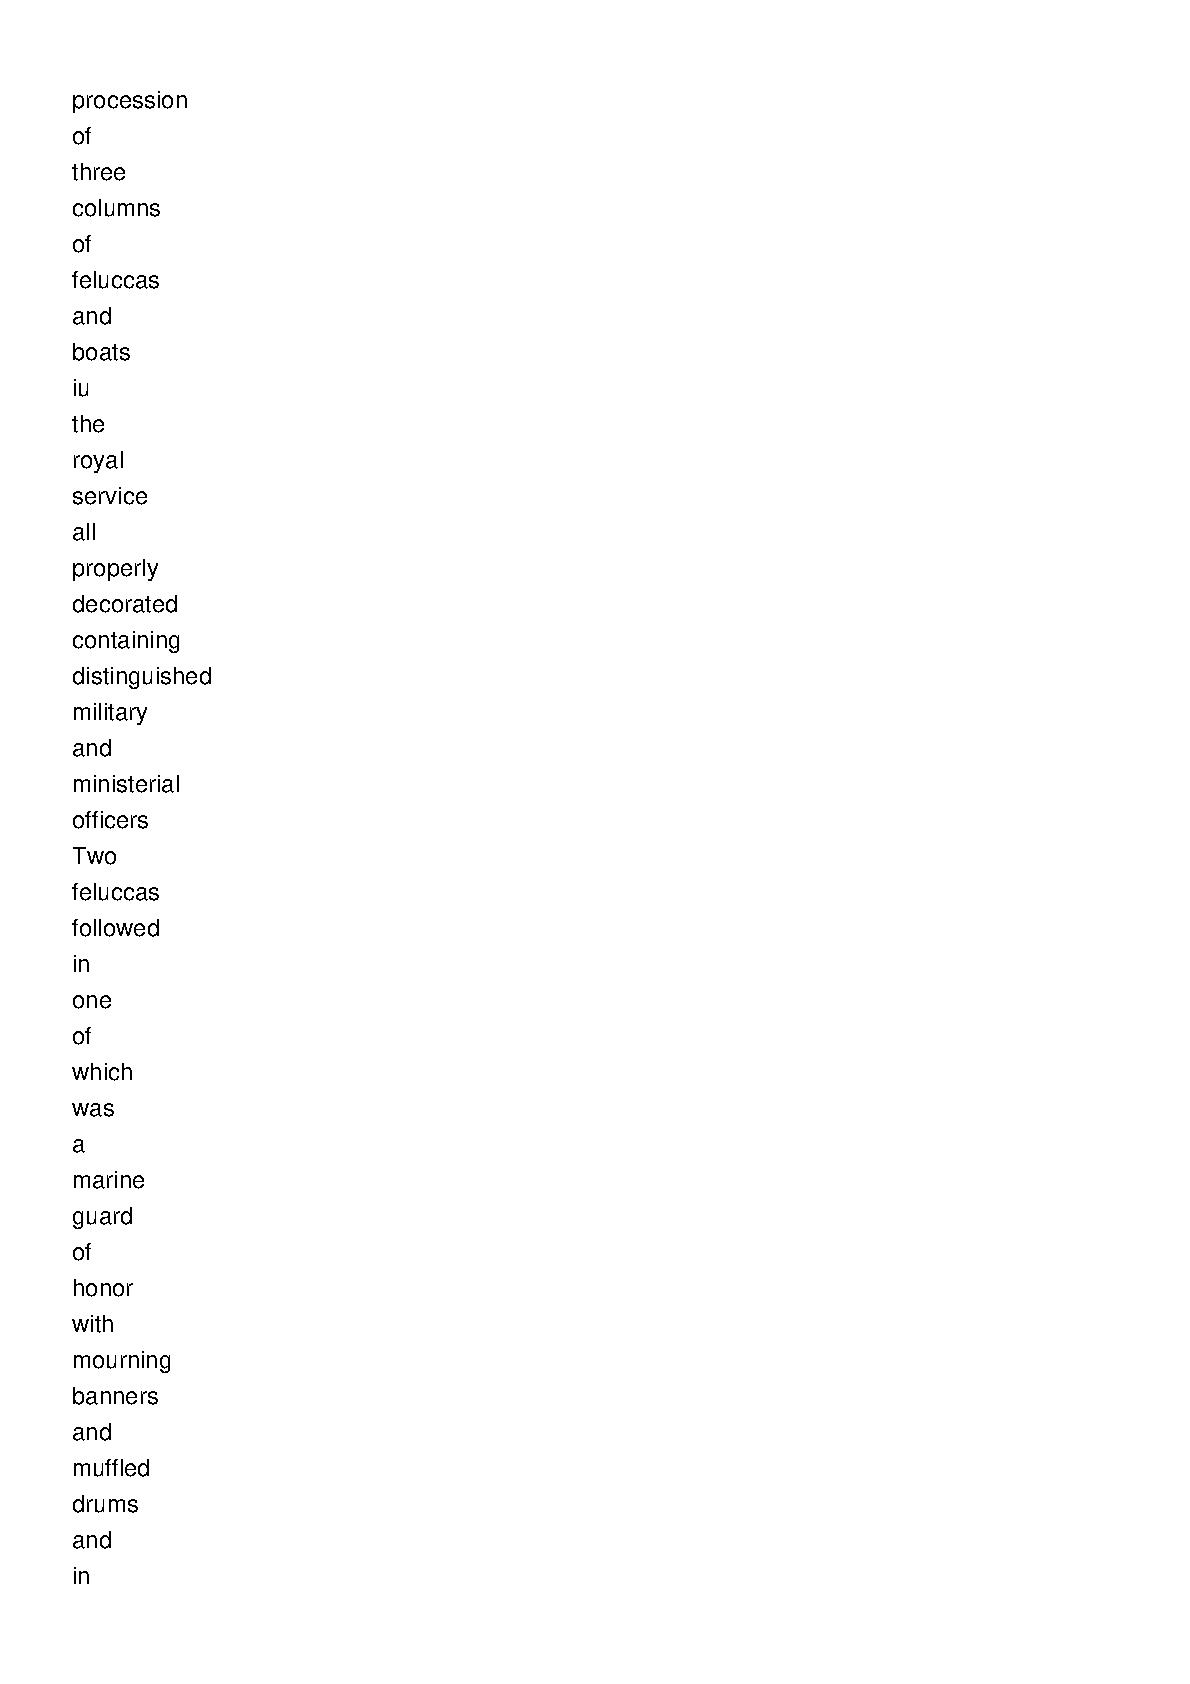 procession
of
three
columns
of
feluccas
and
boats
iu
the
royal
service
all
properly
decorated
containing
distinguished
military
and
ministerial
officers
Two
feluccas
followed
in
one
of
which
was
a
marine
guard
of
honor
with
mourning
banners
and
muffled
drums
and
in